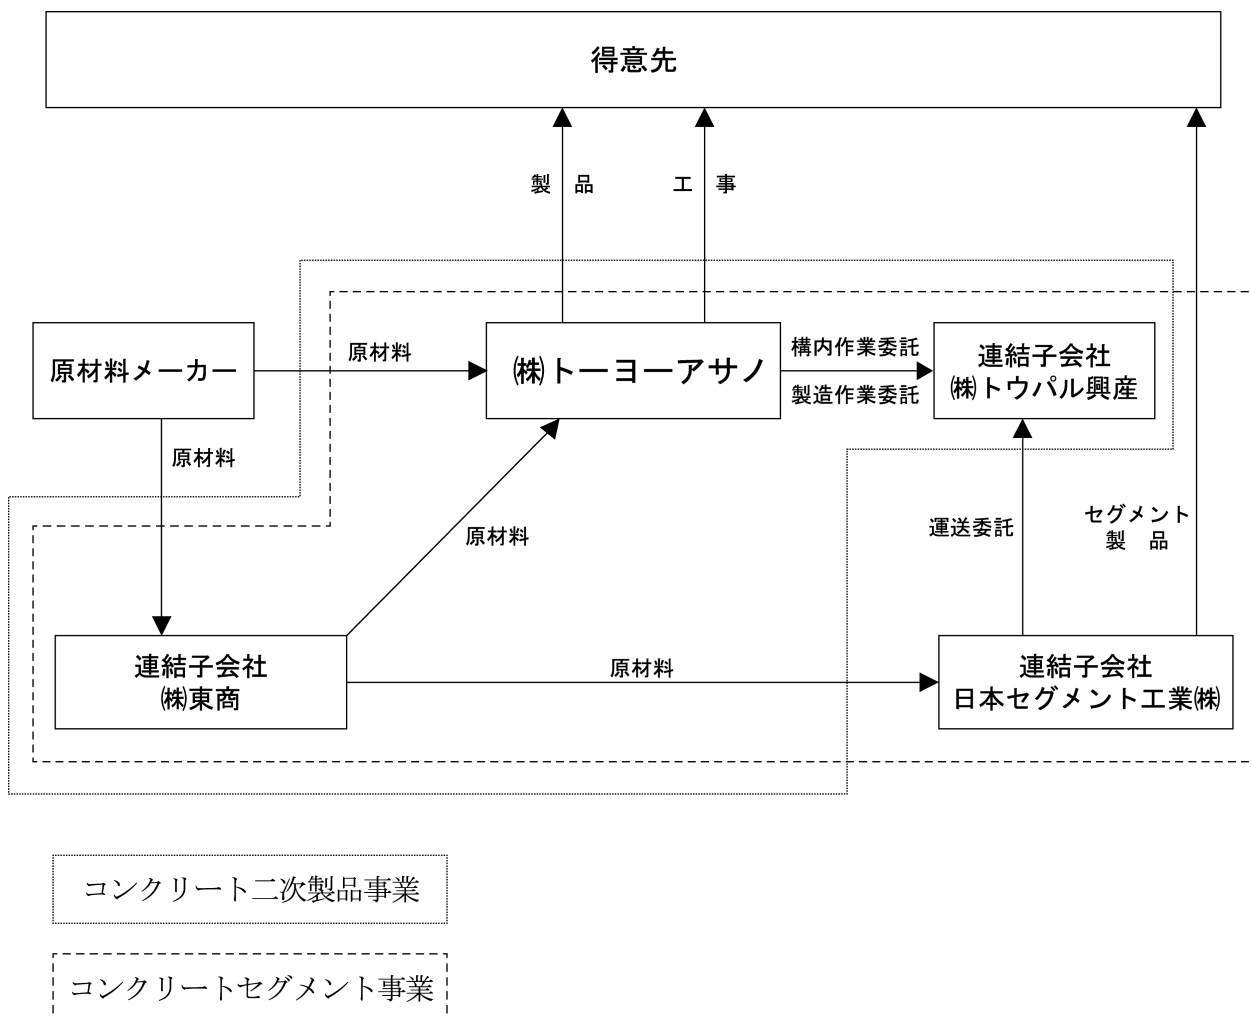 得意先
製 品
工 事
原材料メーカー
原材料
㈱トーヨーアサノ
構内作業委託
製造作業委託
連結子会社
㈱トウパル興産
原材料
原材料
運送委託
セグメント
製 品
連結子会社
㈱東商
原材料
連結子会社
日本セグメント工業㈱
コンクリート二次製品事業
コンクリートセグメント事業